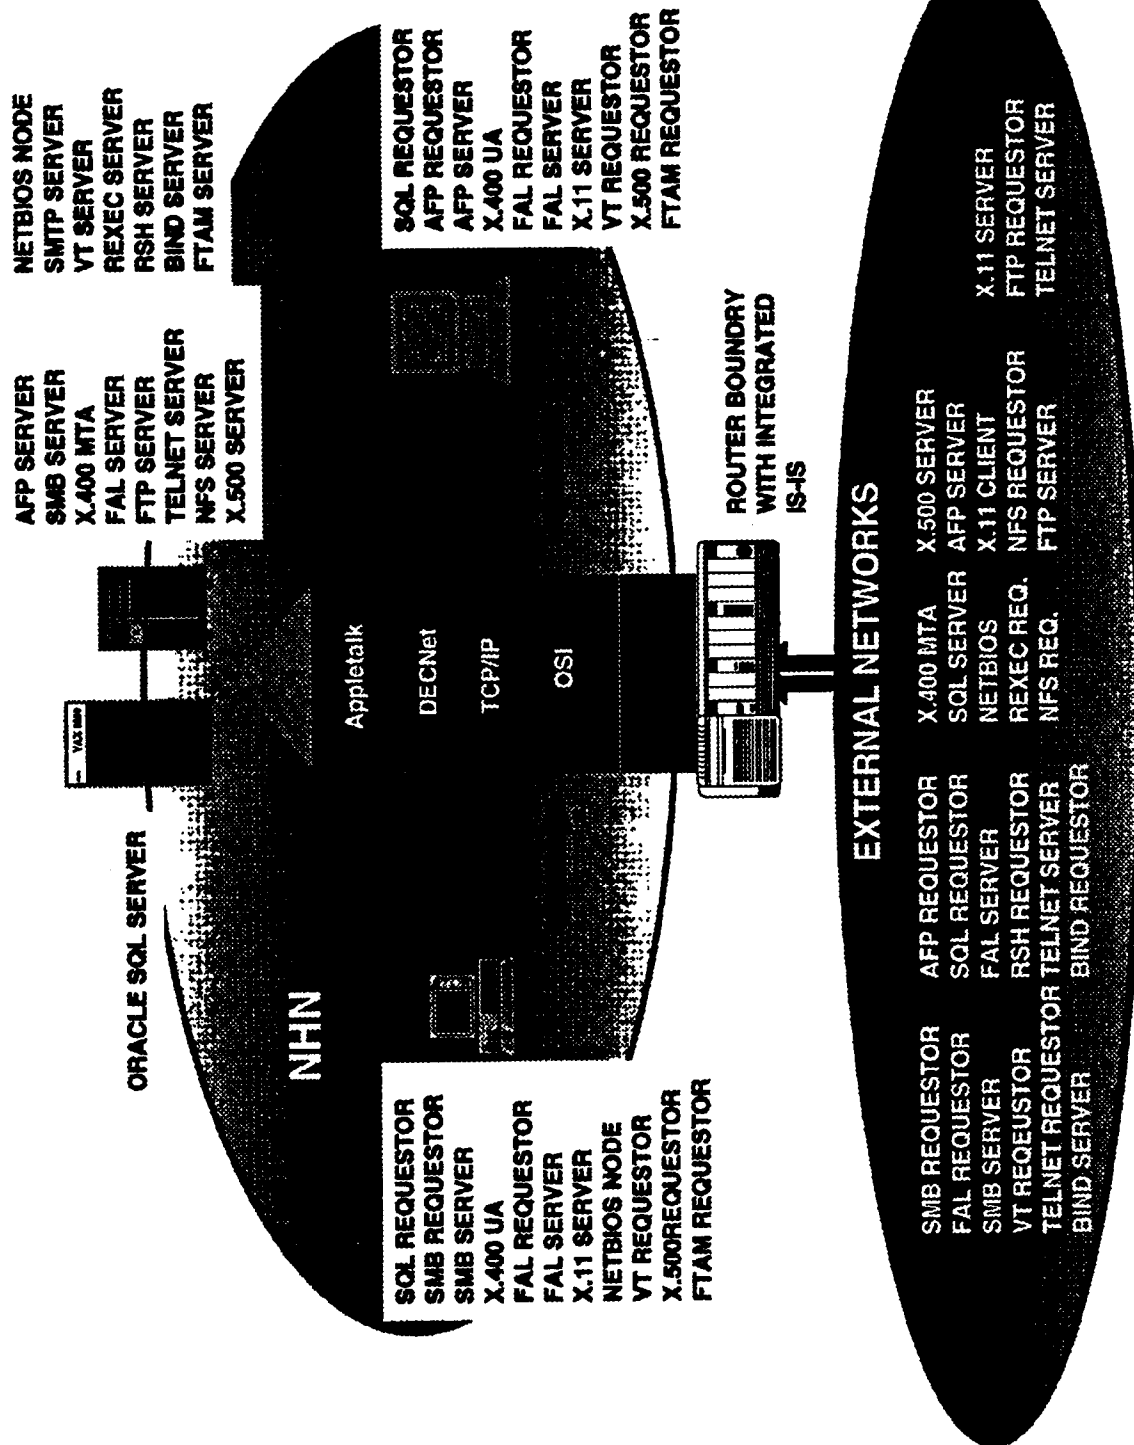 ORACLE SQL SERVER
VAX
AFP SERVER
SMB SERVER
X.400 MTA
FAL SERVER
FTP SERVER
TELNET SERVER
NFS SERVER
X.500 SERVER
NETBIOS NODE
SMTP SERVER
VT SERVER
REXEC SERVER
RSH SERVER
BIND SERVER
FTAM SERVER
NHN
Appletalk
DECNet
TCP/IP
OSI
SQL REQUESTOR
SMB REQUESTOR
SMB SERVER
X.400 UA
FAL REQUESTOR
FAL SERVER
X.11 SERVER
NETBIOS NODE
VT REQUESTOR
X.500REQUESTOR
FTAM REQUESTOR
SQL REQUESTOR
AFP REQUESTOR
AFP SERVER
X.400 UA
FAL REQUESTOR
FAL SERVER
X.11 SERVER
VT REQUESTOR
X.500 REQUESTOR
FTAM REQUESTOR
ROUTER BOUNDRY
WITH INTEGRATED
IS-IS
EXTERNAL NETWORKS
SMB REQUESTOR AFP REQUESTOR X.400 MTA X.500 SERVER
FAL REQUESTOR SQL REQUESTOR SQL SERVER AFP SERVER
SMB SERVER FAL SERVER NETBIOS X.11 CLIENT X.11 SERVER
VT REQEUSTOR RSH REQUESTOR REXEC REQ. NFS REQUESTOR FTP REQUESTOR
TELNET REQUESTOR TELNET SERVER NFS REQ. FTP SERVER TELNET SERVER
BIND SERVER BIND REQUESTOR